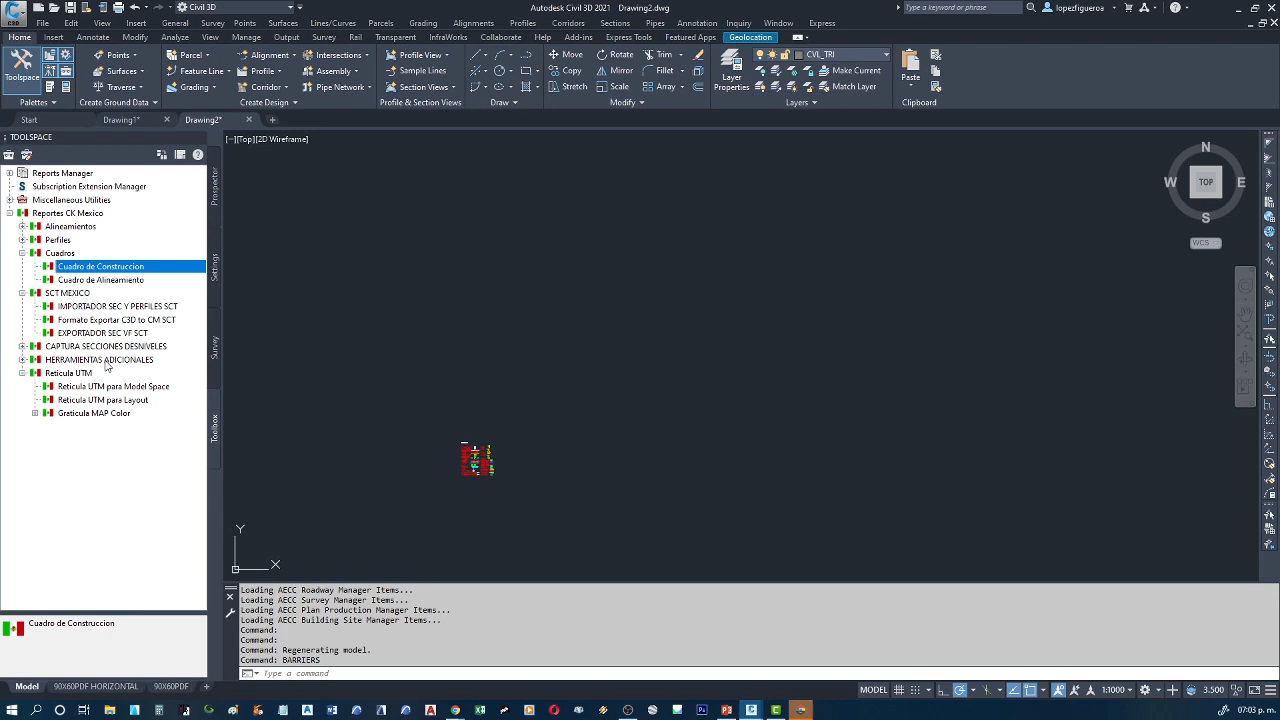 C3D
Civil 3D
Autodesk Civil 3D 2021 Drawing2.dwg
Type a keyword or phrase
lopezfigueroa
File Edit View Insert General Survey Points Surfaces Lines/Curves Parcels Grading Alignments Profiles Corridors Sections Pipes Annotation Inquiry Window Express
Home Insert Annotate Modify Analyze View Manage Output Survey Rail Transparent InfraWorks Collaborate Help Add-ins Express Tools Featured Apps Geolocation
Points Parcel Alignment Intersections Profile View Move Rotate Trim CVL_TRI
Toolspace Surfaces Feature Line Profile Assembly Sample Lines Copy Mirror Fillet Layer Properties Make Current Paste
Traverse Grading Corridor Pipe Network Section Views Stretch Scale Array Match Layer
Palettes Create Ground Data Create Design Profile & Section Views Draw Modify Layers Clipboard
Start Drawing1* Drawing2*
TOOLSPACE
[−][Top][2D Wireframe]
Reports Manager
Subscription Extension Manager
Miscellaneous Utilities
Reportes CK Mexico
Alineamientos
Perfiles
Cuadros
Cuadro de Construccion
Cuadro de Alineamiento
SCT MEXICO
IMPORTADOR SEC Y PERFILES SCT
Formato Exportar C3D to CM SCT
EXPORTADOR SEC VF SCT
CAPTURA SECCIONES DESNIVELES
HERRAMIENTAS ADICIONALES
Reticula UTM
Reticula UTM para Model Space
Reticula UTM para Layout
Graticula MAP Color
Prospector
Settings
Survey
Toolbox
N
W TOP E
S
WCS
Y
X
Loading AECC Roadway Manager Items...
Loading AECC Survey Manager Items...
Loading AECC Plan Production Manager Items...
Loading AECC Building Site Manager Items...
Command:
Command:
Command: Regenerating model.
Command: BARRIERS
Type a command
Cuadro de Construccion
Model 90X60PDF HORIZONTAL 90X60PDF
MODEL 1:1000 3.500
07:03 p. m.